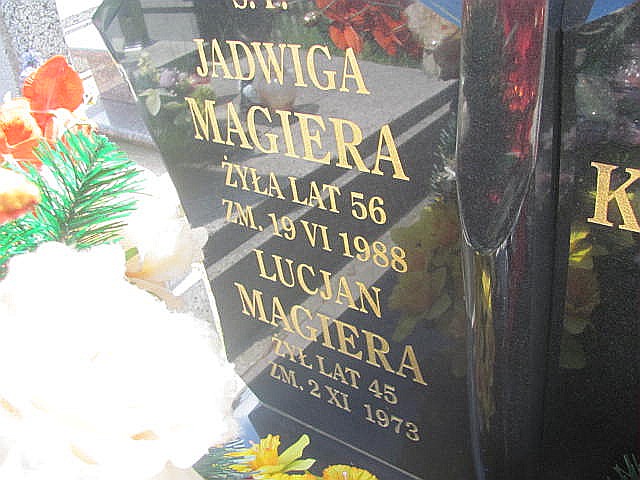 Ś. P.
JADWIGA
MAGIERA
ŻYŁA LAT 56
ZM. 19 VI 1988
LUCJAN
MAGIERA
ŻYŁ LAT 45
ZM. 2 XI 1973
K